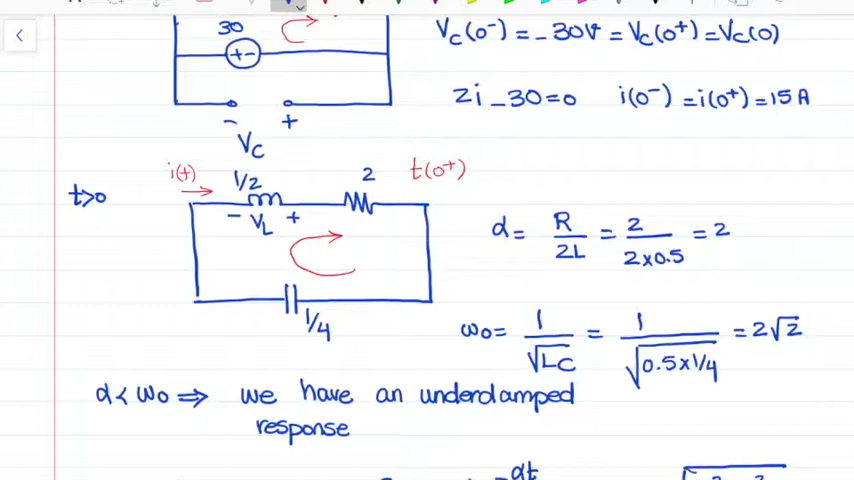 30
+-
Vc(0-) = -30V = Vc(0+) = Vc(0)
2i - 30 = 0 i(0-) = i(0+) = 15 A
- +
Vc
i(t) 1/2 2 t(0+)
t>0
- VL +
α = R/2L = 2/2×0.5 = 2
1/4
ω0 = 1/√LC = 1/√0.5×1/4 = 2√2
α < ω0 ⇒ we have an underdamped
response